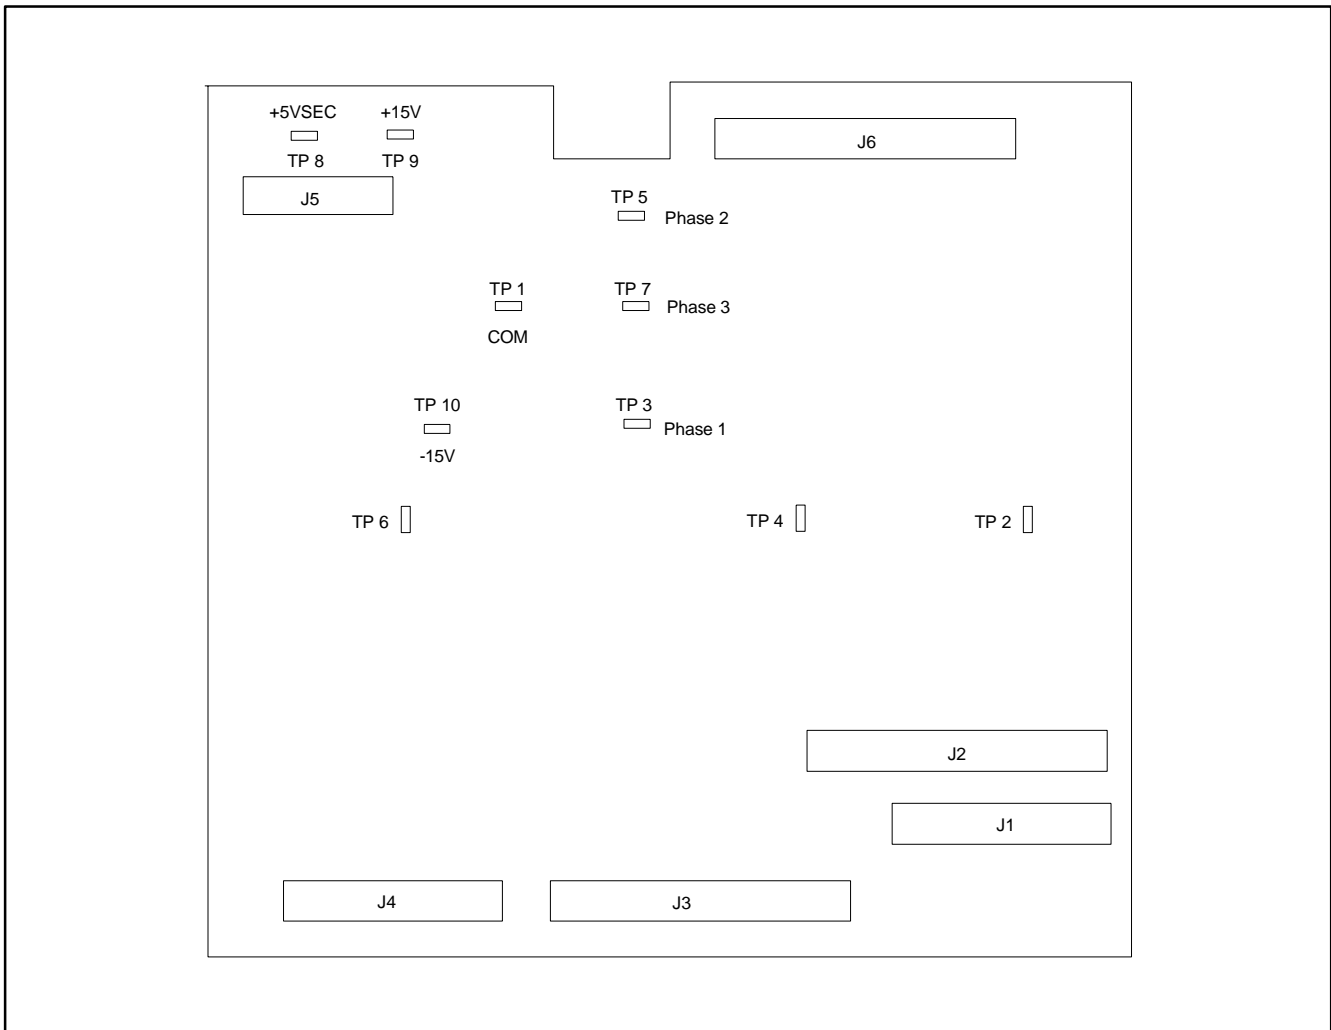 +5VSEC
+15V
TP 8
TP 9
J6
J5
TP 5
Phase 2
TP 1
TP 7
Phase 3
COM
TP 10
TP 3
Phase 1
-15V
TP 6
TP 4
TP 2
J2
J1
J4
J3